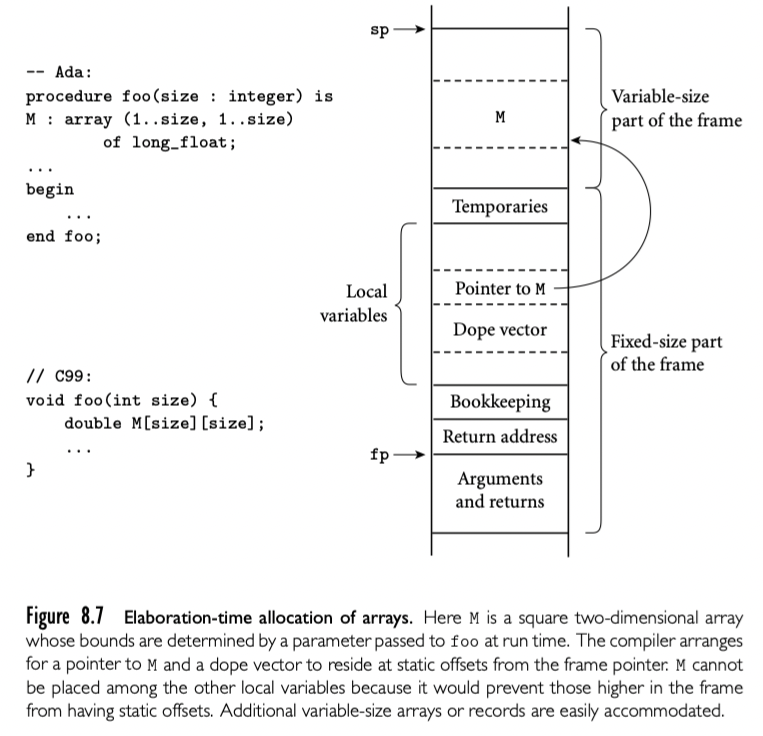 -- Ada:
procedure foo(size : integer) is
M : array (1..size, 1..size)
of long_float;
...
begin
...
end foo;
// C99:
void foo(int size) {
double M[size][size];
...
}
sp
M
Variable-size
part of the frame
Temporaries
Local
variables
Pointer to M
Dope vector
Fixed-size part
of the frame
Bookkeeping
Return address
fp
Arguments
and returns
Figure 8.7 Elaboration-time allocation of arrays. Here M is a square two-dimensional array
whose bounds are determined by a parameter passed to foo at run time. The compiler arranges
for a pointer to M and a dope vector to reside at static offsets from the frame pointer. M cannot
be placed among the other local variables because it would prevent those higher in the frame
from having static offsets. Additional variable-size arrays or records are easily accommodated.